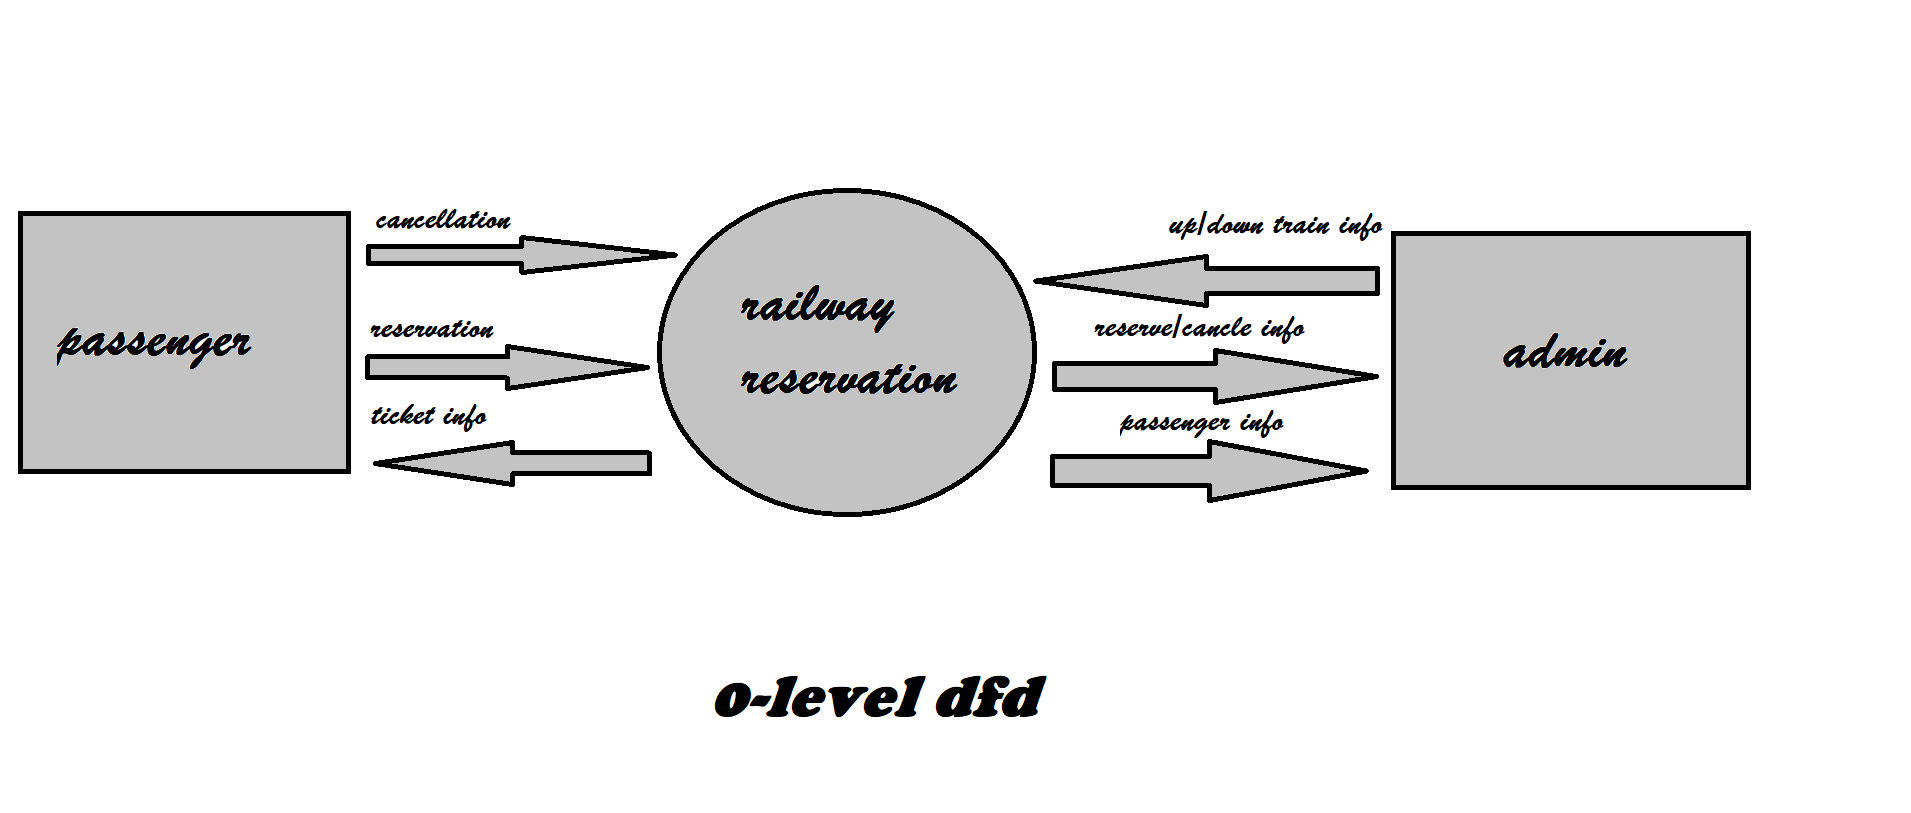 cancellation
up/down train info
railway
reservation
reserve/cancle info
passenger
reservation
admin
ticket info
passenger info
0-level dfd